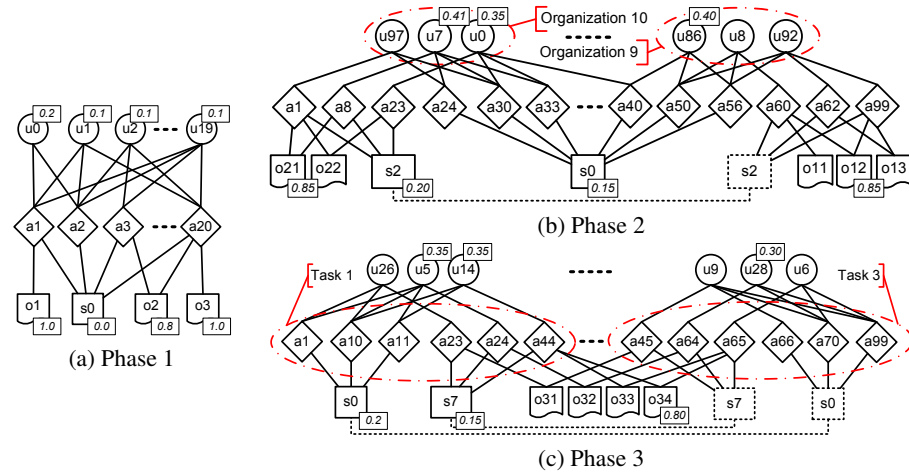 0.2 0.1 0.1 0.1
u0 u1 u2 u19
a1 a2 a3 a20
o1 s0 o2 o3
1.0 0.0 0.8 1.0
(a) Phase 1
0.41 0.35 Organization 10 0.40
u97 u7 u0 Organization 9 u86 u8 u92
a1 a8 a23 a24 a30 a33 a40 a50 a56 a60 a62 a99
o21 o22 s2 s0 s2 o11 o12 o13
0.85 0.20 0.15 0.85
(b) Phase 2
0.35 0.35 0.30
Task 1 u26 u5 u14 u9 u28 u6 Task 3
a1 a10 a11 a23 a24 a44 a45 a64 a65 a66 a70 a99
s0 s7 o31 o32 o33 o34 s7 s0
0.2 0.15 0.80
(c) Phase 3